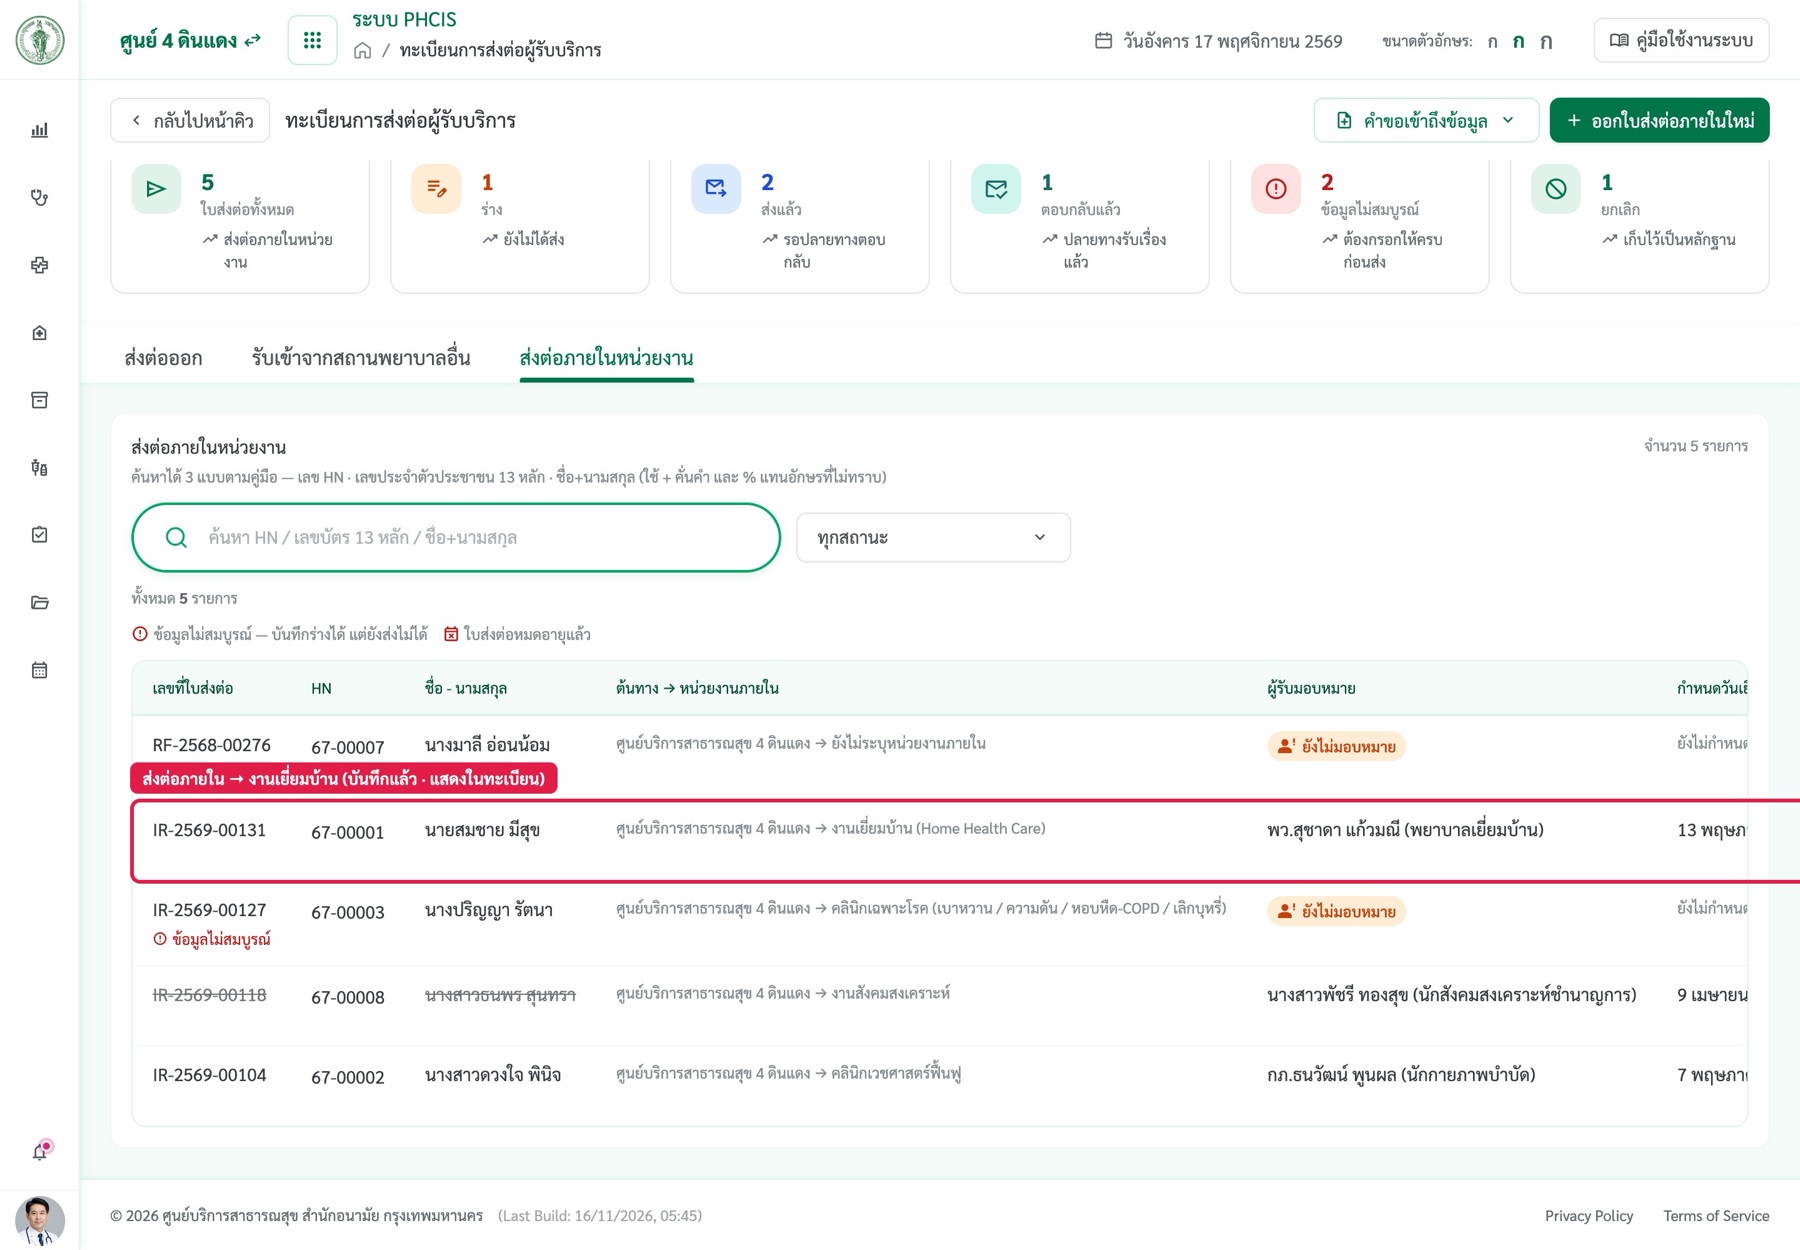 ศูนย์ 4 ดินแดง
ระบบ PHCIS
/ ทะเบียนการส่งต่อผู้รับบริการ
วันอังคาร 17 พฤศจิกายน 2569
ขนาดตัวอักษร: ก ก ก
คู่มือใช้งานระบบ
กลับไปหน้าคิว
ทะเบียนการส่งต่อผู้รับบริการ
คำขอเข้าถึงข้อมูล
+ ออกใบส่งต่อภายในใหม่
5
ใบส่งต่อทั้งหมด
ส่งต่อภายในหน่วย
งาน
1
ร่าง
ยังไม่ได้ส่ง
2
ส่งแล้ว
รอปลายทางตอบ
กลับ
1
ตอบกลับแล้ว
ปลายทางรับเรื่อง
แล้ว
2
ข้อมูลไม่สมบูรณ์
ต้องกรอกให้ครบ
ก่อนส่ง
1
ยกเลิก
เก็บไว้เป็นหลักฐาน
ส่งต่อออก
รับเข้าจากสถานพยาบาลอื่น
ส่งต่อภายในหน่วยงาน
ส่งต่อภายในหน่วยงาน
จำนวน 5 รายการ
ค้นหาได้ 3 แบบตามคู่มือ — เลข HN · เลขประจำตัวประชาชน 13 หลัก · ชื่อ+นามสกุล (ใช้ + คั่นคำ และ % แทนอักษรที่ไม่ทราบ)
ค้นหา HN / เลขบัตร 13 หลัก / ชื่อ+นามสกุล
ทุกสถานะ
ทั้งหมด 5 รายการ
ข้อมูลไม่สมบูรณ์ — บันทึกร่างได้ แต่ยังส่งไม่ได้
ใบส่งต่อหมดอายุแล้ว
เลขที่ใบส่งต่อ HN ชื่อ - นามสกุล ต้นทาง → หน่วยงานภายใน ผู้รับมอบหมาย
RF-2568-00276 67-00007 นางมาลี อ่อนน้อม ศูนย์บริการสาธารณสุข 4 ดินแดง → ยังไม่ระบุหน่วยงานภายใน ยังไม่มอบหมาย
ส่งต่อภายใน → งานเยี่ยมบ้าน (บันทึกแล้ว · แสดงในทะเบียน)
IR-2569-00131 67-00001 นายสมชาย มีสุข ศูนย์บริการสาธารณสุข 4 ดินแดง → งานเยี่ยมบ้าน (Home Health Care) พว.สุชาดา แก้วมณี (พยาบาลเยี่ยมบ้าน) 13
IR-2569-00127 67-00003 นางปริญญา รัตนา ศูนย์บริการสาธารณสุข 4 ดินแดง → คลินิกเฉพาะโรค (เบาหวาน / ความดัน / หอบหืด-COPD / เลิกบุหรี่) ยังไม่มอบหมาย
ข้อมูลไม่สมบูรณ์
IR-2569-00118 67-00008 นางสาวธนพร สุนทรา ศูนย์บริการสาธารณสุข 4 ดินแดง → งานสังคมสงเคราะห์ นางสาวพัชรี ทองสุข (นักสังคมสงเคราะห์ชำนาญการ) 9 เมษายน
IR-2569-00104 67-00002 นางสาวดวงใจ พินิจ ศูนย์บริการสาธารณสุข 4 ดินแดง → คลินิกเวชศาสตร์ฟื้นฟู กภ.ธนวัฒน์ พูนผล (นักกายภาพบำบัด) 7
© 2026 ศูนย์บริการสาธารณสุข สำนักอนามัย กรุงเทพมหานคร (Last Build: 16/11/2026, 05:45)
Privacy Policy Terms of Service